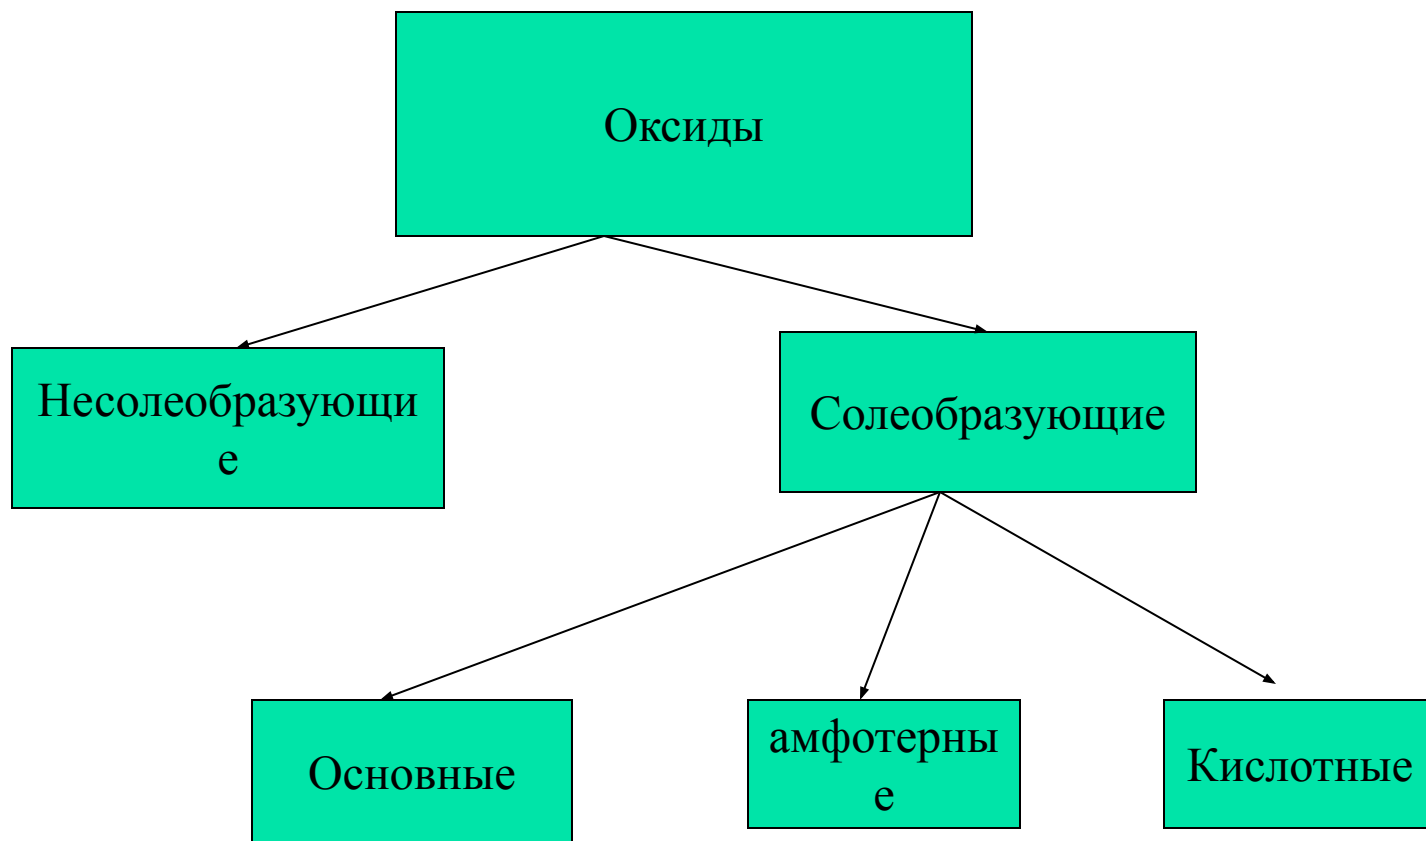 Оксиды
Несолеобразующи
е
Солеобразующие
Основные
амфотерны
е
Кислотные